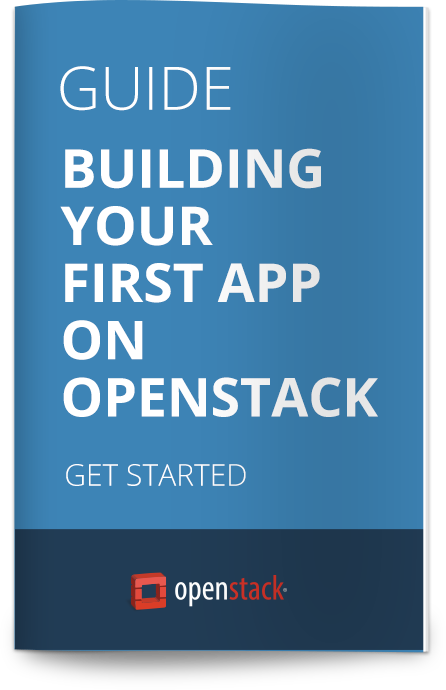 GUIDE
BUILDING
YOUR
FIRST APP
ON
OPENSTACK
GET STARTED
openstack®